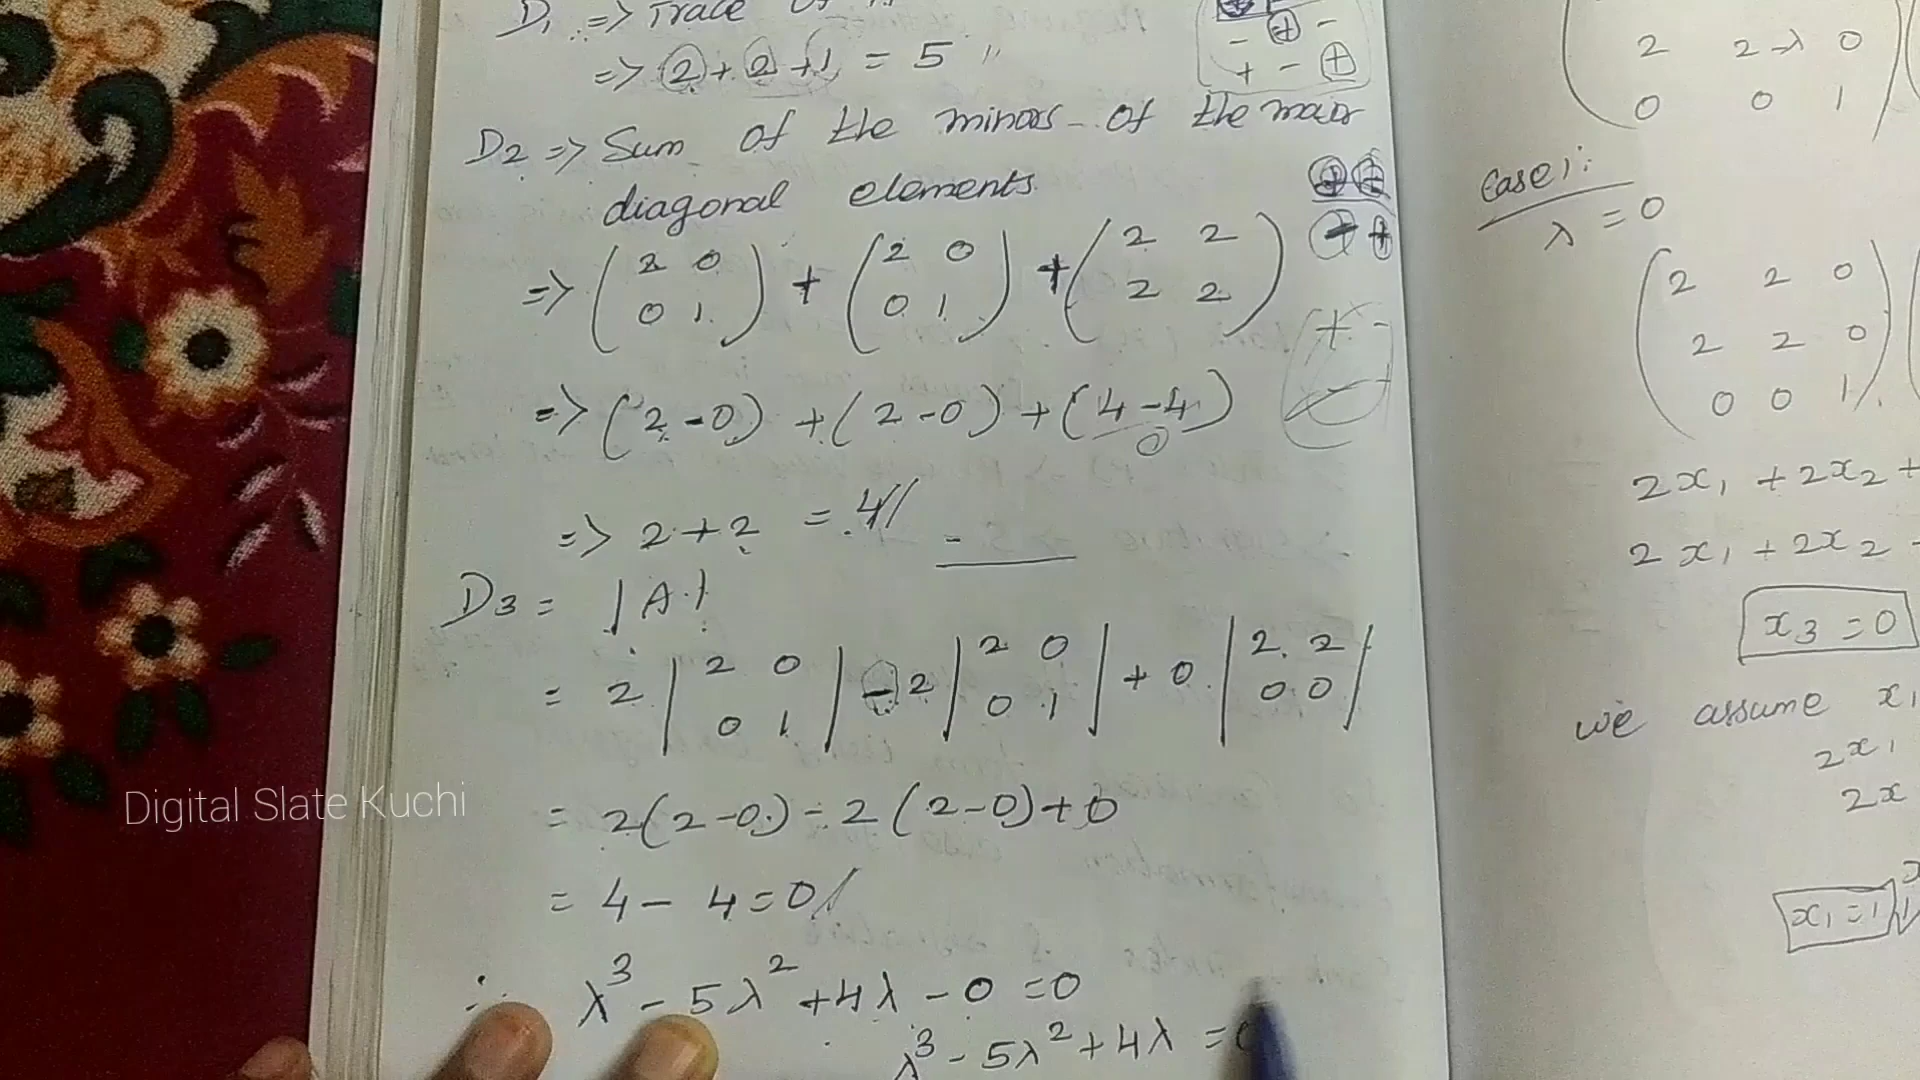 D1 => Trace of
=> 2 + 2 + 1 = 5 "
- + -
+ - +
D2 => Sum of the minors of the major
diagonal elements
=> (2 0 + (2 0 + (2 2
0 1) 0 1) 2 2)
=> (2-0) + (2-0) + (4-4)
0
=> 2+2 = 4//
D3 = |A|
= 2 |2 0 - 2 |2 0 + 0 |2 2
0 1| 0 1| 0 0|
= 2(2-0) - 2(2-0) + 0
= 4 - 4 = 0//
∴ λ³ - 5λ² + 4λ - 0 = 0
λ³ - 5λ² + 4λ = 0
Digital Slate Kuchi
2 2-λ 0
0 0 1
Case 1:
λ = 0
2 2 0
2 2 0
0 0 1
2x₁ + 2x₂ +
2x₁ + 2x₂
x₃ = 0
we assume x₁
2x₁
2x
x₁ = 1